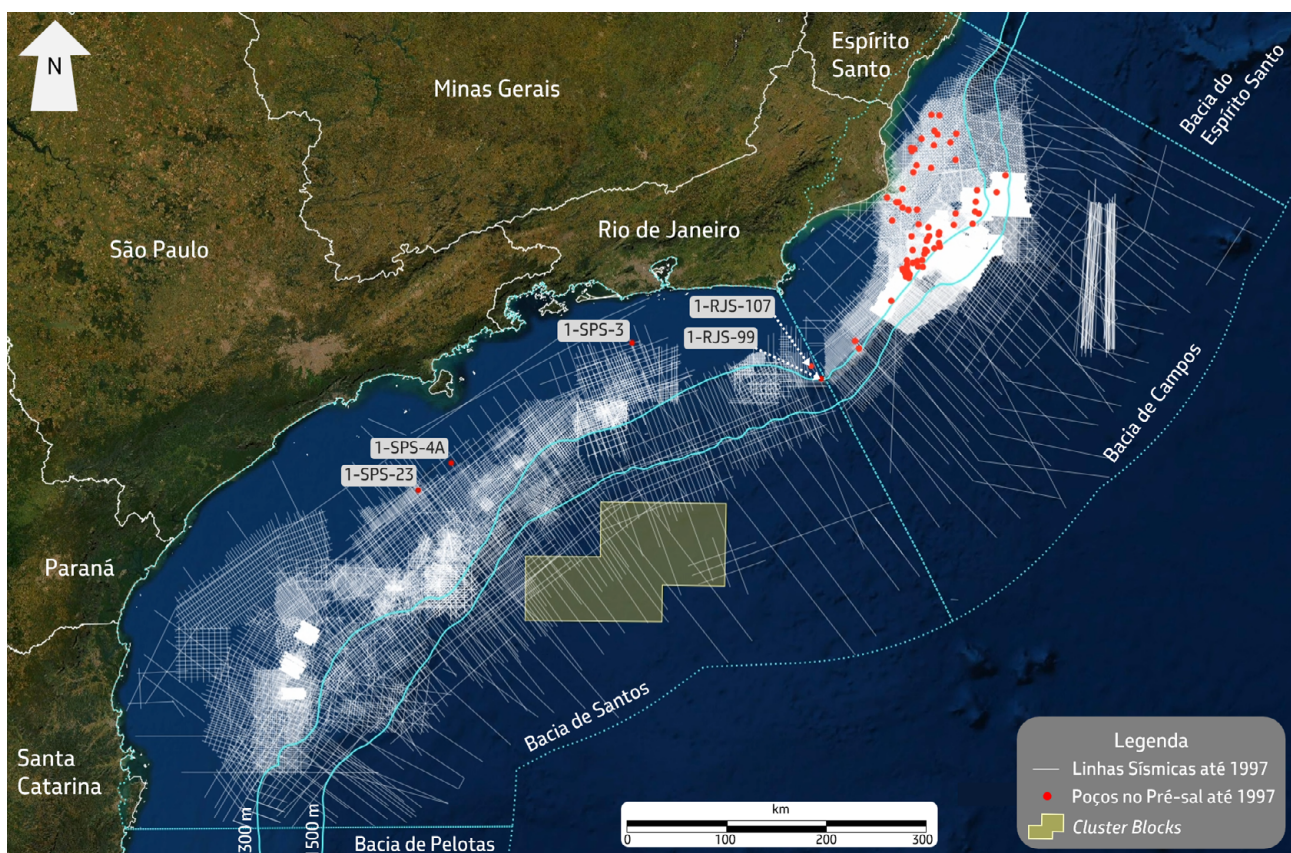 N
Espírito
Santo
Minas Gerais
Bacia do
Espírito Santo
São Paulo
Rio de Janeiro
1-RJS-107
1-SPS-3
1-RJS-99
Bacia de Campos
1-SPS-4A
1-SPS-23
Paraná
Bacia de Santos
Santa
Catarina
300 m
500 m
Bacia de Pelotas
km
0 100 200 300
Legenda
Linhas Sísmicas até 1997
Poços no Pré-sal até 1997
Cluster Blocks